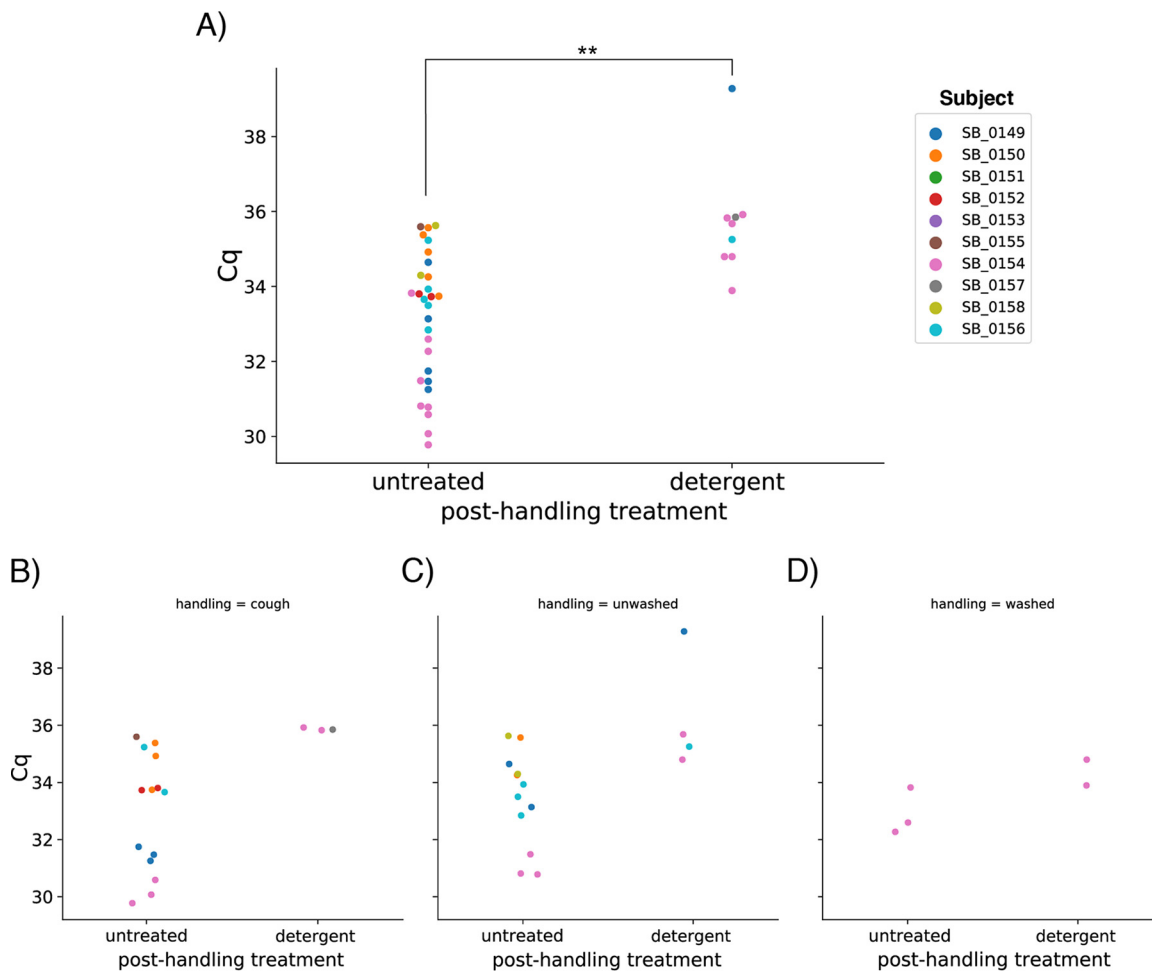 A)
**
Cq
38
36
34
32
30
untreated detergent
post-handling treatment
Subject
SB_0149
SB_0150
SB_0151
SB_0152
SB_0153
SB_0155
SB_0154
SB_0157
SB_0158
SB_0156
B)
handling = cough
Cq
38
36
34
32
30
untreated detergent
post-handling treatment
C)
handling = unwashed
untreated detergent
post-handling treatment
D)
handling = washed
untreated detergent
post-handling treatment